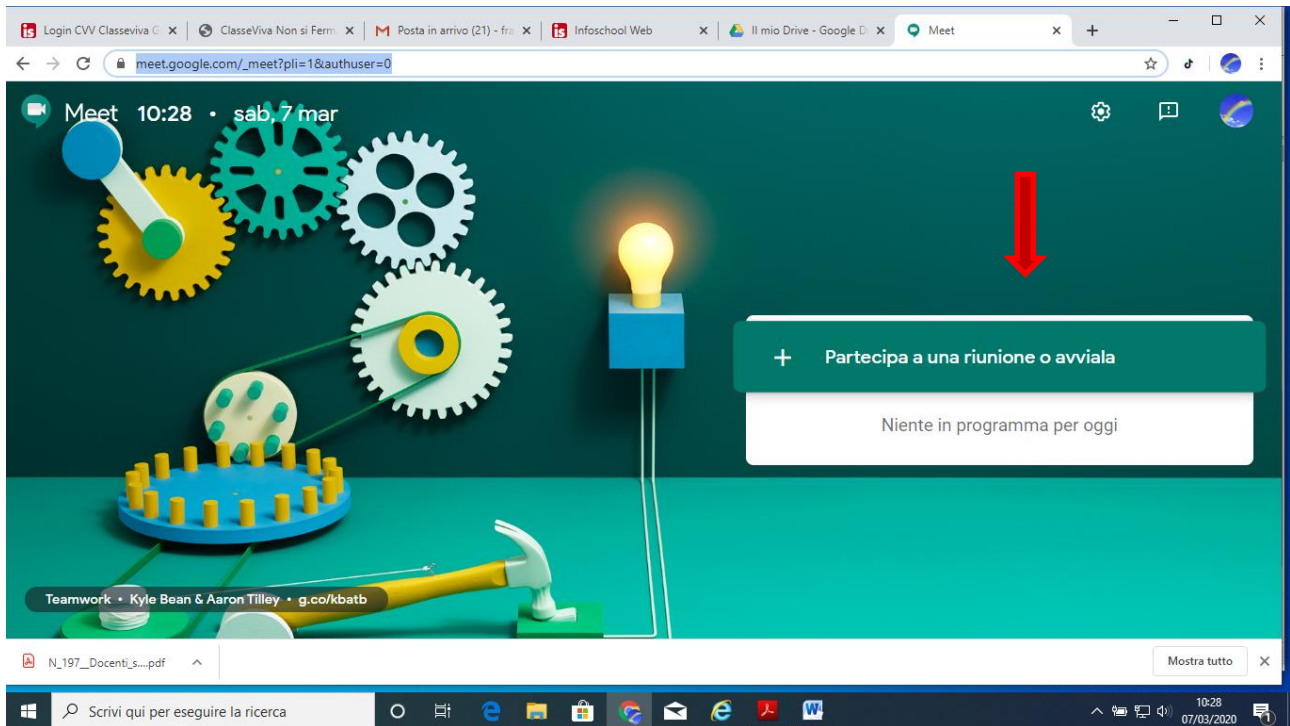 Login CVV Classeviva G
ClasseViva Non si Ferm
Posta in arrivo (21) - fra
Infoschool Web
Il mio Drive - Google D
Meet
meet.google.com/_meet?pli=1&authuser=0
Meet 10:28 • sab, 7 mar
+ Partecipa a una riunione o avviala
Niente in programma per oggi
Teamwork • Kyle Bean & Aaron Tilley • g.co/kbatb
N_197__Docenti_s....pdf
Mostra tutto
Scrivi qui per eseguire la ricerca
10:28
07/03/2020